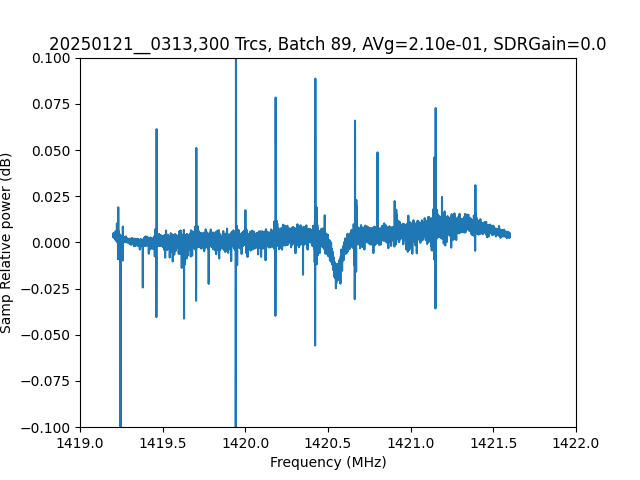 20250121__0313,300 Trcs, Batch 89, AVg=2.10e-01, SDRGain=0.0
0.100
0.075
0.050
0.025
0.000
−0.025
−0.050
−0.075
−0.100
Samp Relative power (dB)
1419.0 1419.5 1420.0 1420.5 1421.0 1421.5 1422.0
Frequency (MHz)